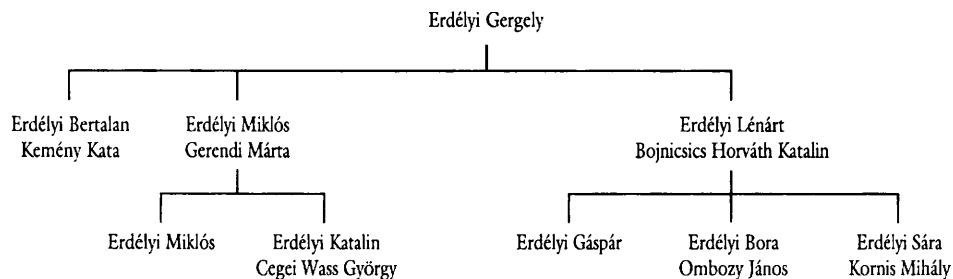 Erdélyi Gergely
Erdélyi Bertalan
Kemény Kata
Erdélyi Miklós
Gerendi Márta
Erdélyi Lénárt
Bojnicsics Horváth Katalin
Erdélyi Miklós
Erdélyi Katalin
Cegei Wass György
Erdélyi Gáspár
Erdélyi Bora
Ombozy János
Erdélyi Sára
Kornis Mihály